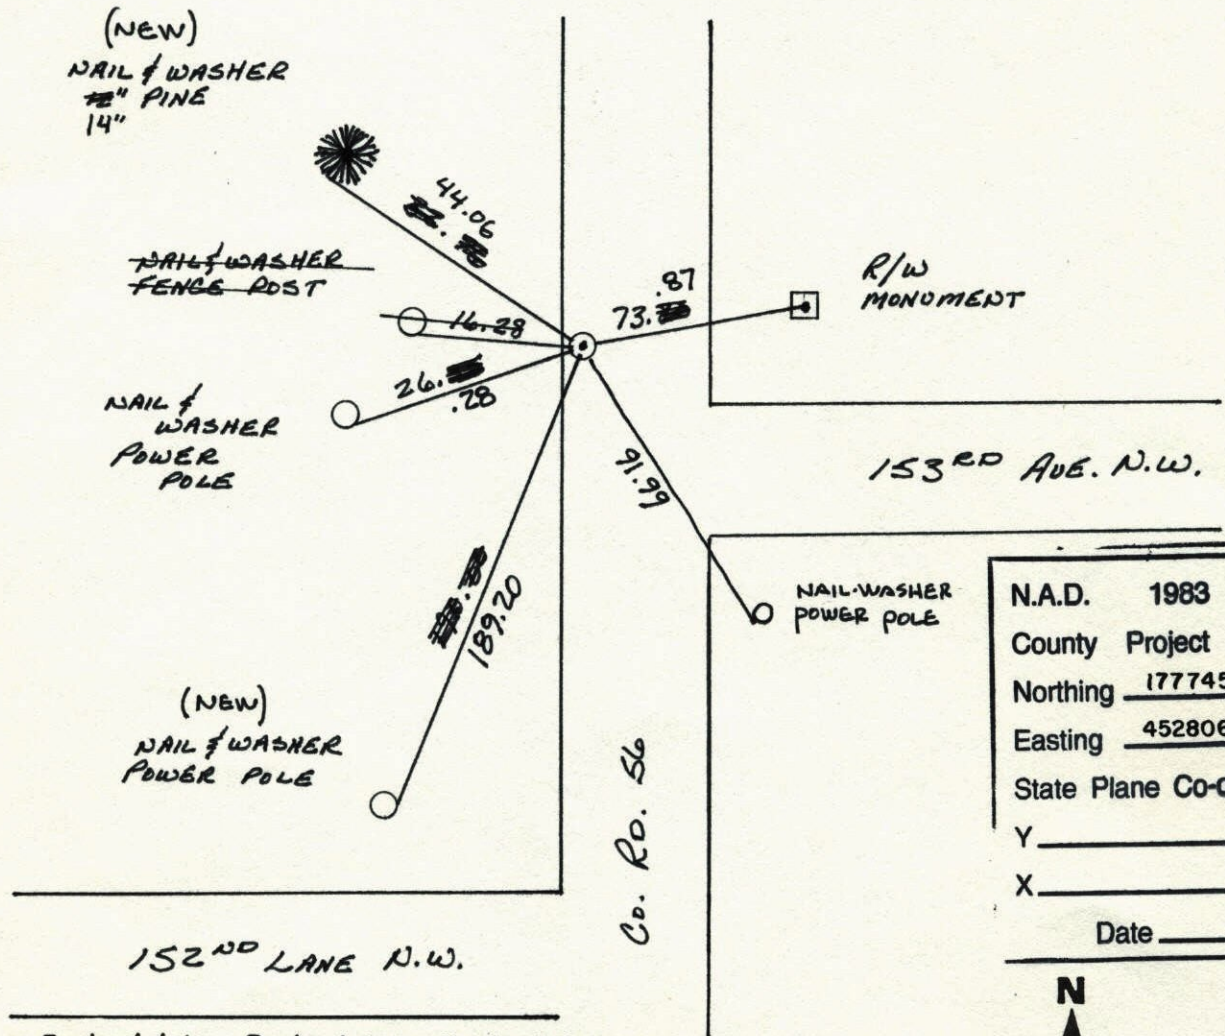 (NEW)
NAIL & WASHER
12" PINE
14"
44.06
NAIL & WASHER
FENCE POST
16.28
.87
73.
R/W
MONUMENT
26.
.28
NAIL &
WASHER
POWER
POLE
91.99
153RD AVE. N.W.
189.20
NAIL-WASHER
POWER POLE
(NEW)
NAIL & WASHER
POWER POLE
CO. RD. 56
152ND LANE N.W.
N.A.D. 1983
County Project
Northing 177745
Easting 452806
State Plane Co-
Y
X
Date
N